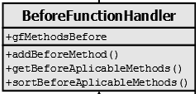 BeforeFunctionHandler
+gfMethodsBefore
+addBeforeMethod()
+getBeforeAplicableMethods()
+sortBeforeAplicableMethods()